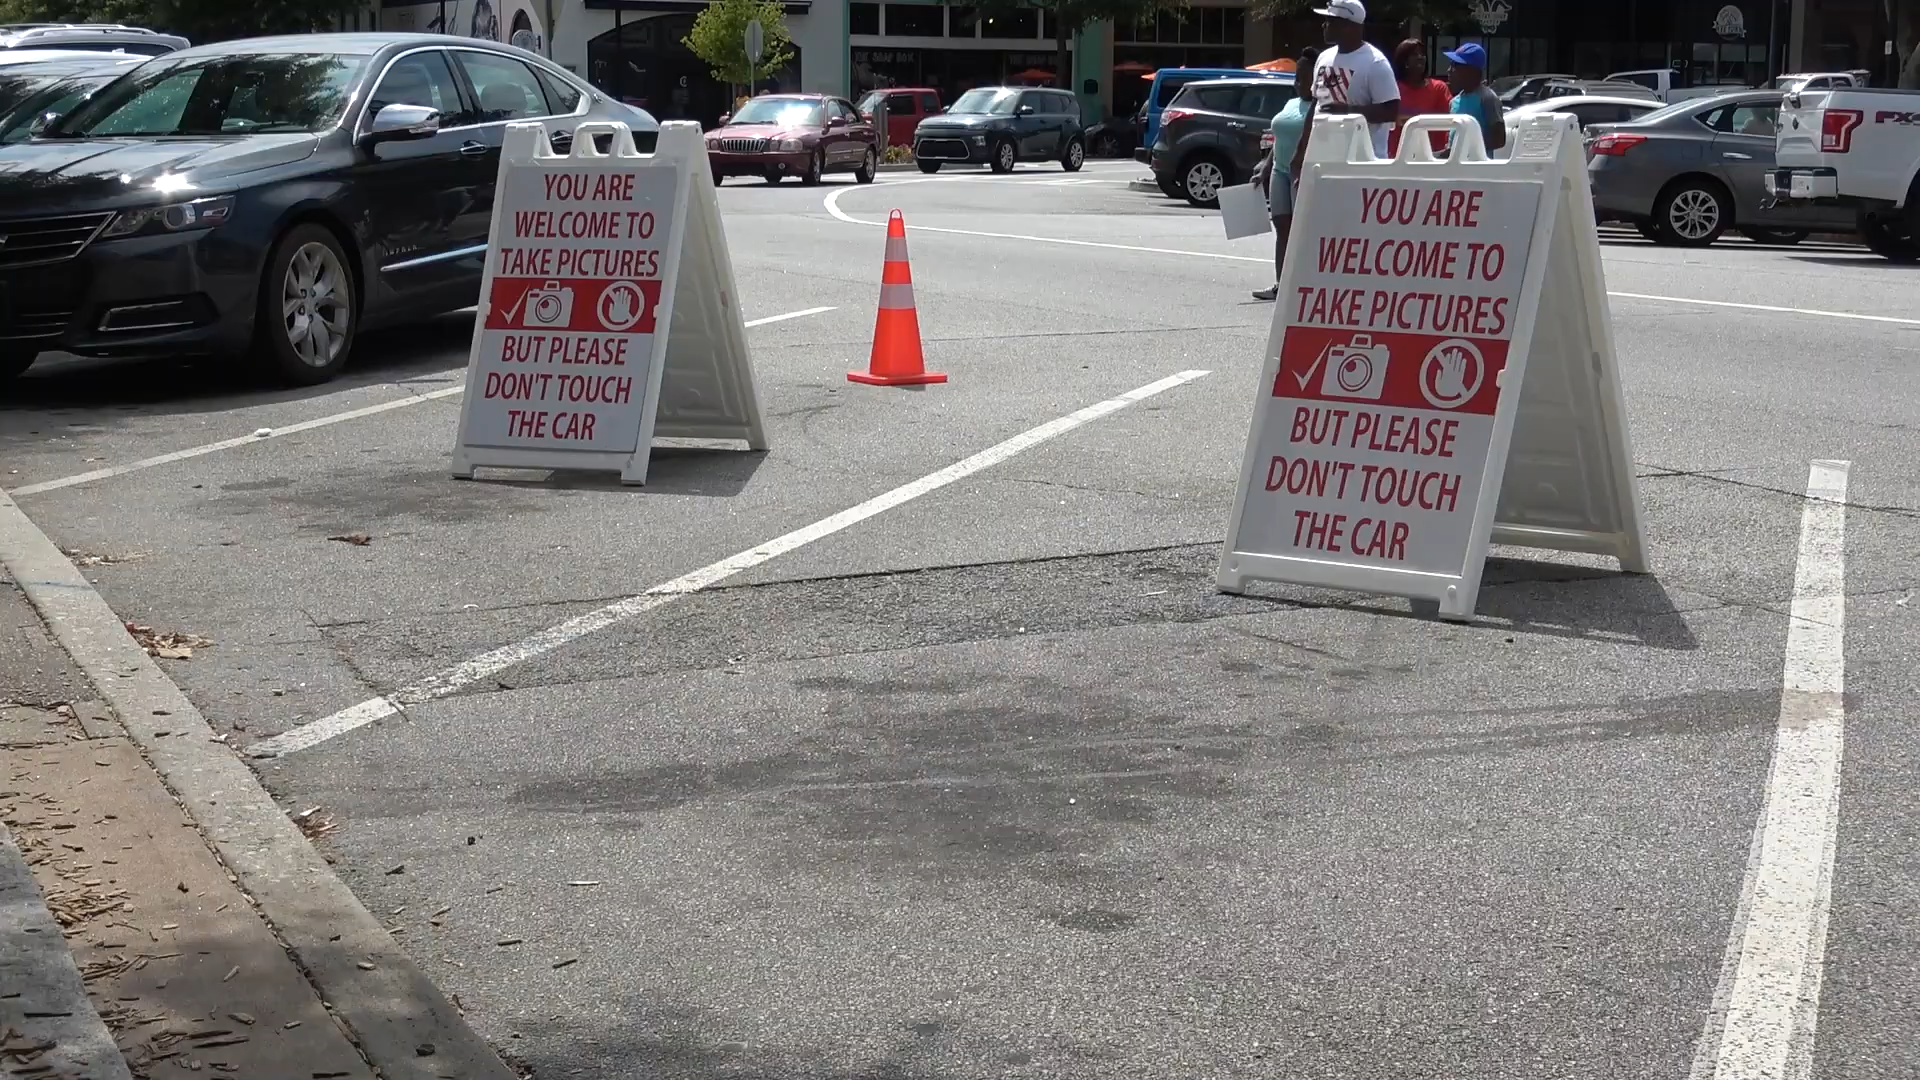 YOU ARE
WELCOME TO
TAKE PICTURES
BUT PLEASE
DON'T TOUCH
THE CAR
YOU ARE
WELCOME TO
TAKE PICTURES
BUT PLEASE
DON'T TOUCH
THE CAR